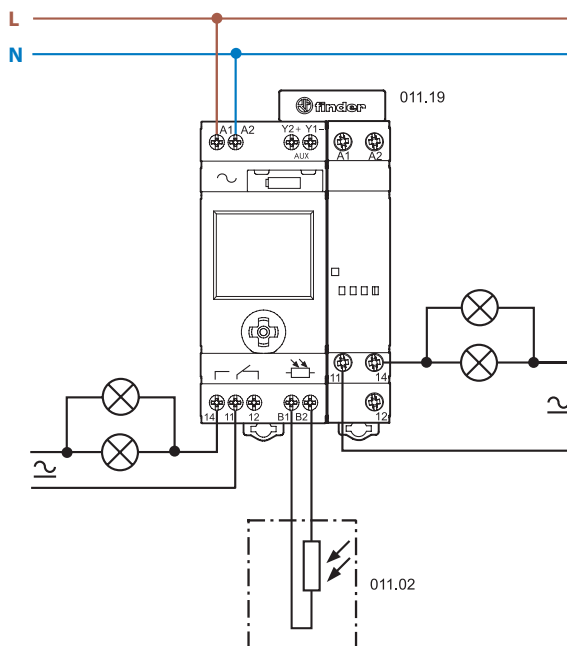 L
N
finder
011.19
A1 A2 Y2+ Y1-
AUX
A1 A2
11 14
12
14 11 12 B1 B2
011.02